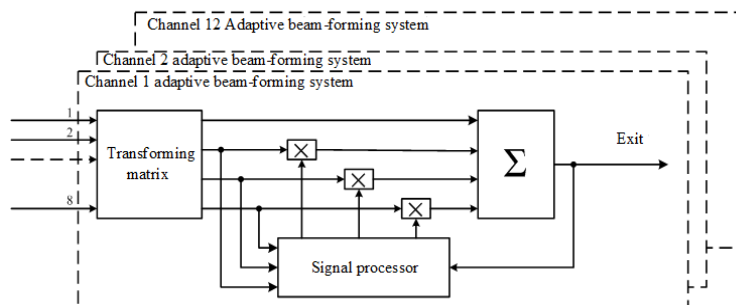 Channel 12 Adaptive beam-forming system
Channel 2 adaptive beam-forming system
Channel 1 adaptive beam-forming system
1
2
8
Transforming
matrix
×
×
×
Σ
Exit
Signal processor